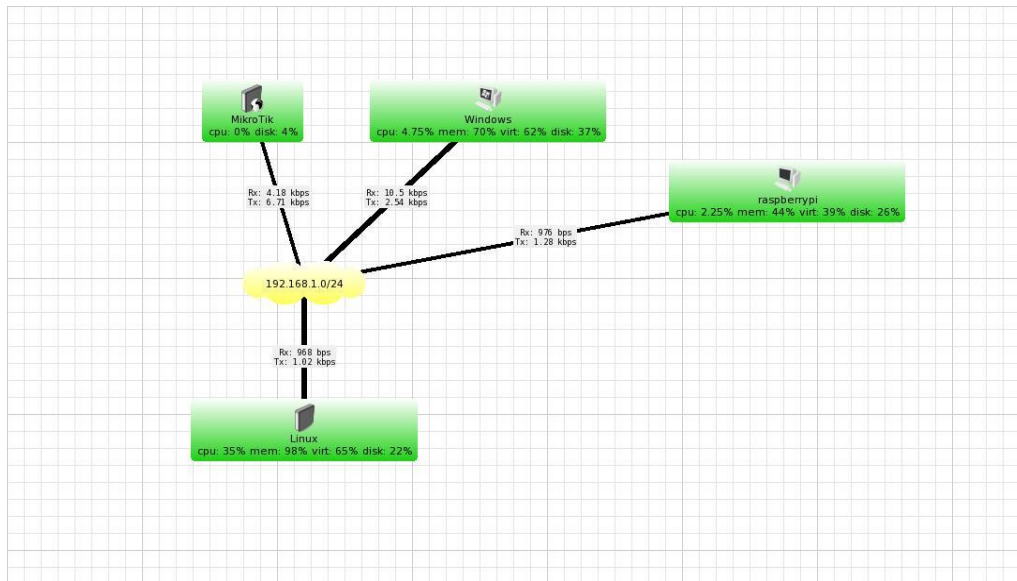 MikroTik
cpu: 0% disk: 4%
Windows
cpu: 4.75% mem: 70% virt: 62% disk: 37%
raspberrypi
cpu: 2.25% mem: 44% virt: 39% disk: 26%
Rx: 4.18 kbps
Tx: 6.71 kbps
Rx: 10.5 kbps
Tx: 2.54 kbps
Rx: 976 bps
Tx: 1.28 kbps
192.168.1.0/24
Rx: 968 bps
Tx: 1.02 kbps
Linux
cpu: 35% mem: 98% virt: 65% disk: 22%